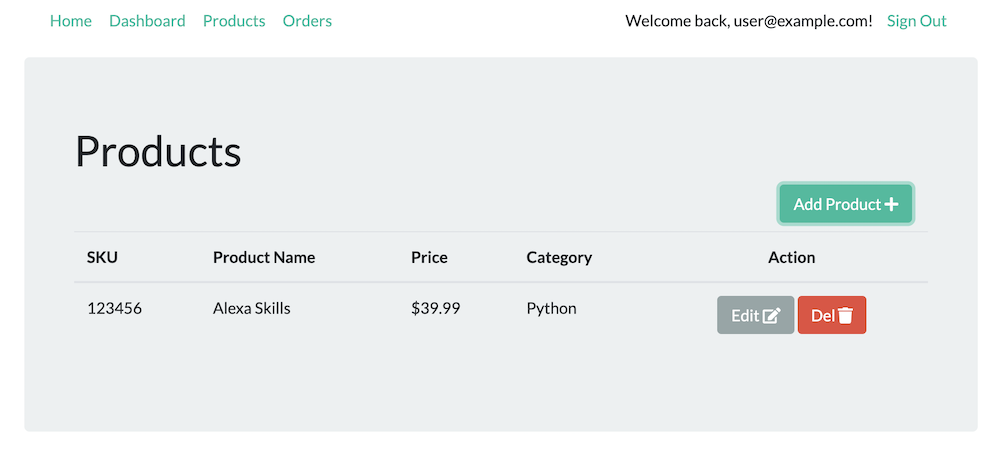 Home Dashboard Products Orders Welcome back, user@example.com! Sign Out
Products
Add Product
SKU Product Name Price Category Action
123456 Alexa Skills $39.99 Python Edit Del